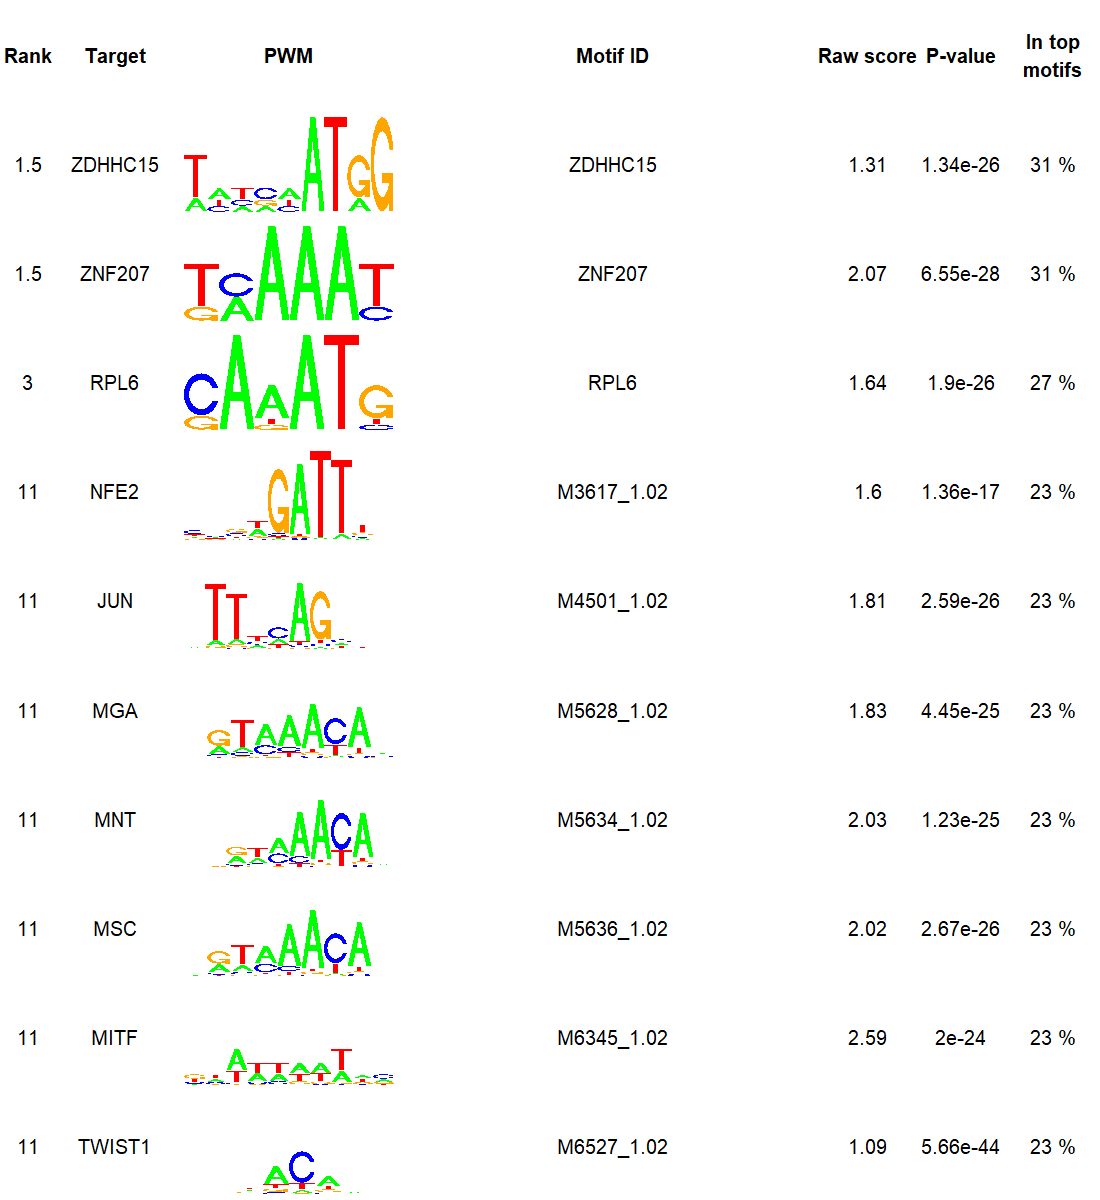 Rank Target PWM Motif ID Raw score P-value In top motifs
1.5 ZDHHC15 ZDHHC15 1.31 1.34e-26 31 %
1.5 ZNF207 ZNF207 2.07 6.55e-28 31 %
3 RPL6 RPL6 1.64 1.9e-26 27 %
11 NFE2 M3617_1.02 1.6 1.36e-17 23 %
11 JUN M4501_1.02 1.81 2.59e-26 23 %
11 MGA M5628_1.02 1.83 4.45e-25 23 %
11 MNT M5634_1.02 2.03 1.23e-25 23 %
11 MSC M5636_1.02 2.02 2.67e-26 23 %
11 MITF M6345_1.02 2.59 2e-24 23 %
11 TWIST1 M6527_1.02 1.09 5.66e-44 23 %